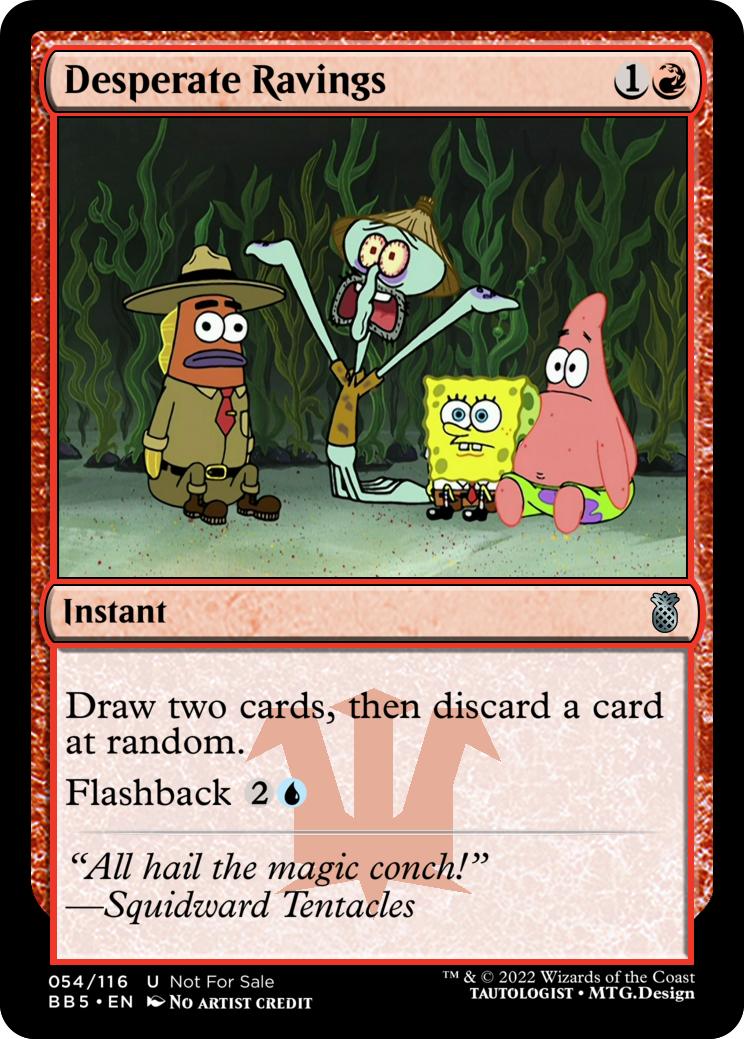 Desperate Ravings 1
Instant
Draw two cards, then discard a card
at random.
Flashback 2
“All hail the magic conch!”
—Squidward Tentacles
054/116 U Not For Sale
BB5 • EN No artist credit
™ & © 2022 Wizards of the Coast
TAUTOLOGIST • MTG.Design